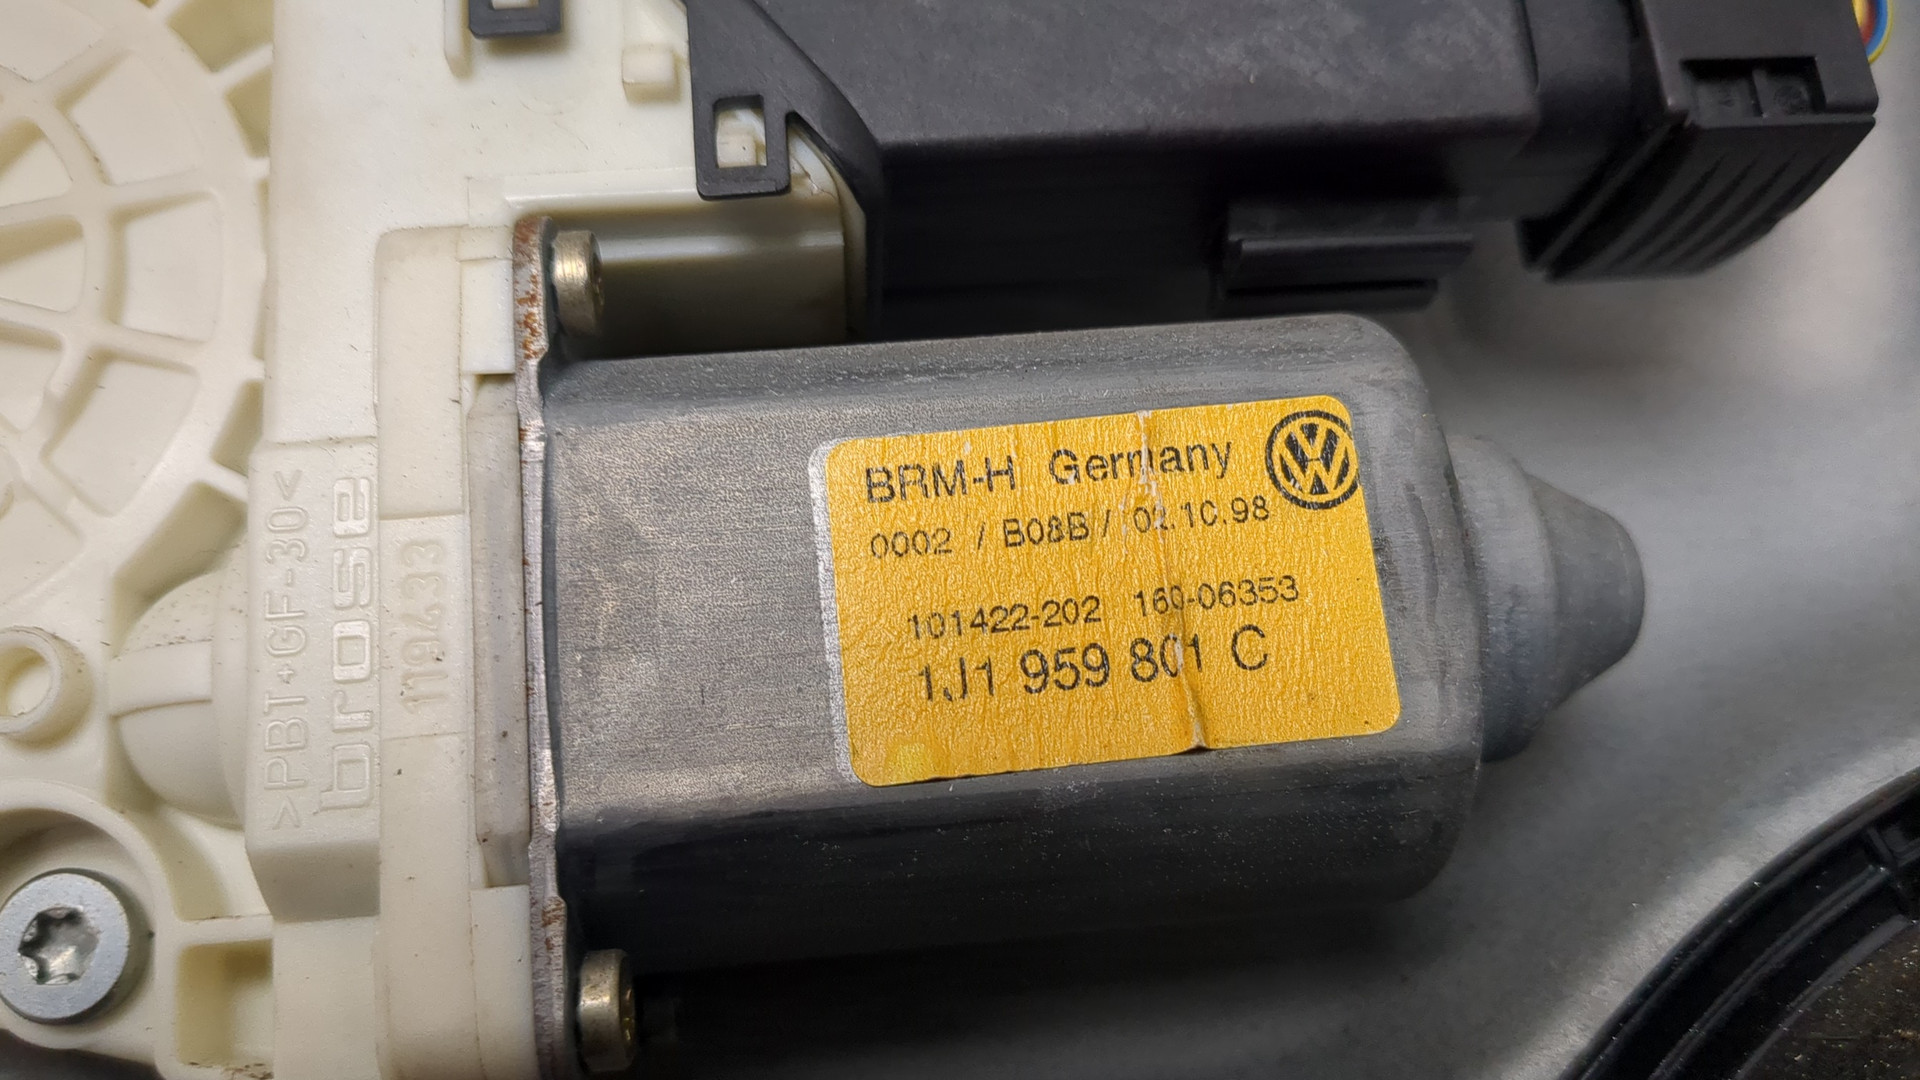 BRM-H Germany
0002 / B08B / 02.10.98
101422-202 160-06353
1J1 959 801 C
>PBT+GF-30<
brose
119433